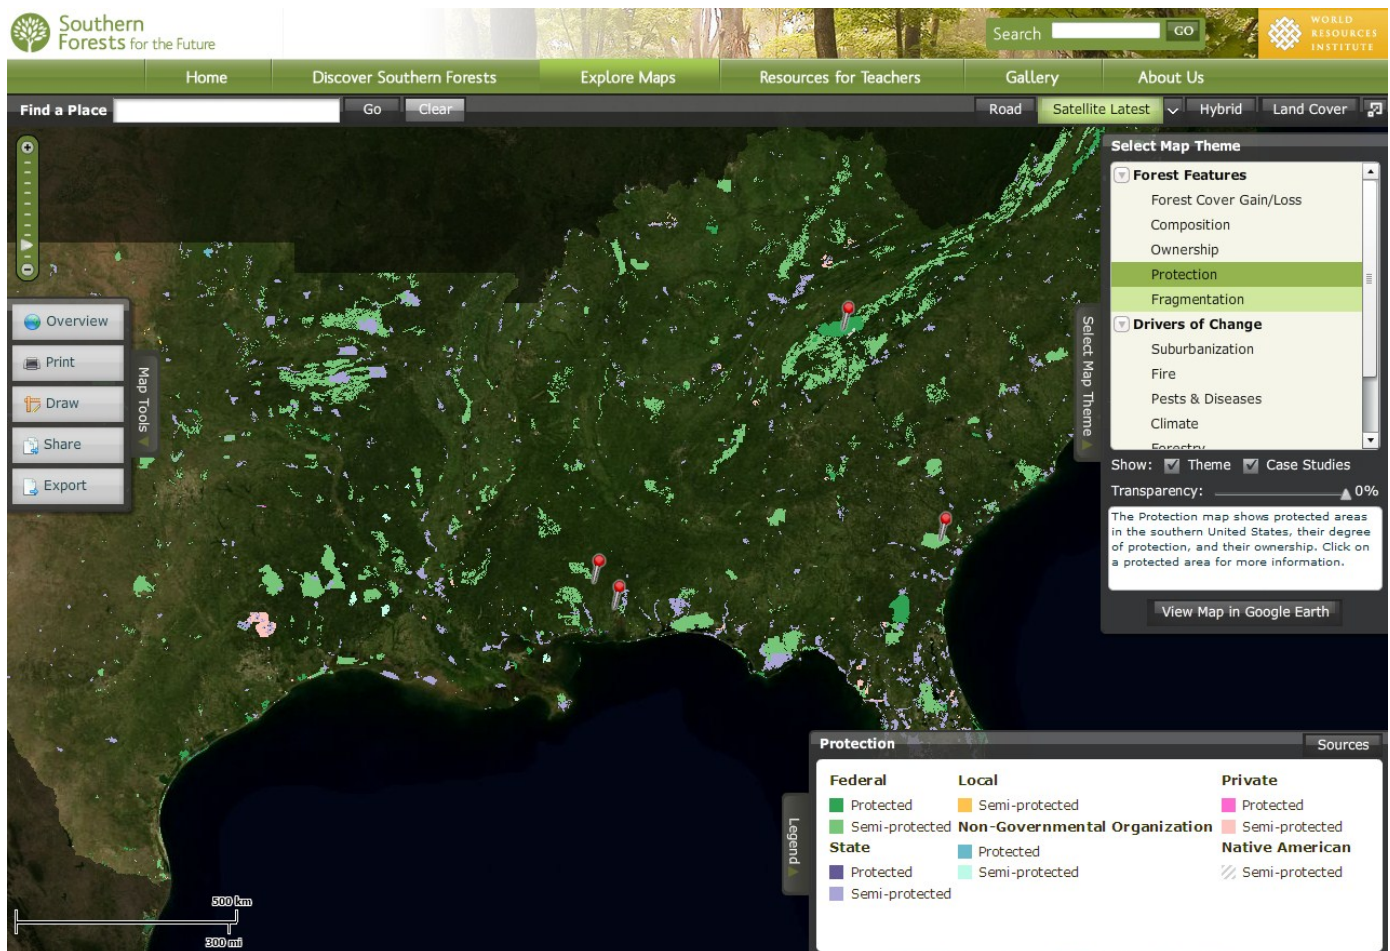 Southern
Forests for the Future
Search
GO
WORLD
RESOURCES
INSTITUTE
Home
Discover Southern Forests
Explore Maps
Resources for Teachers
Gallery
About Us
Find a Place
Go
Clear
Road
Satellite Latest
Hybrid
Land Cover
Select Map Theme
Forest Features
Forest Cover Gain/Loss
Composition
Ownership
Protection
Fragmentation
Drivers of Change
Suburbanization
Fire
Pests & Diseases
Climate
Forestry
Show: Theme Case Studies
Transparency: 0%
The Protection map shows protected areas
in the southern United States, their degree
of protection, and their ownership. Click on
a protected area for more information.
View Map in Google Earth
Select Map Theme
Overview
Print
Draw
Share
Export
Map Tools
Protection
Sources
Federal
Protected
Semi-protected
State
Protected
Semi-protected
Local
Semi-protected
Non-Governmental Organization
Protected
Semi-protected
Private
Protected
Semi-protected
Native American
Semi-protected
Legend
500 km
300 mi